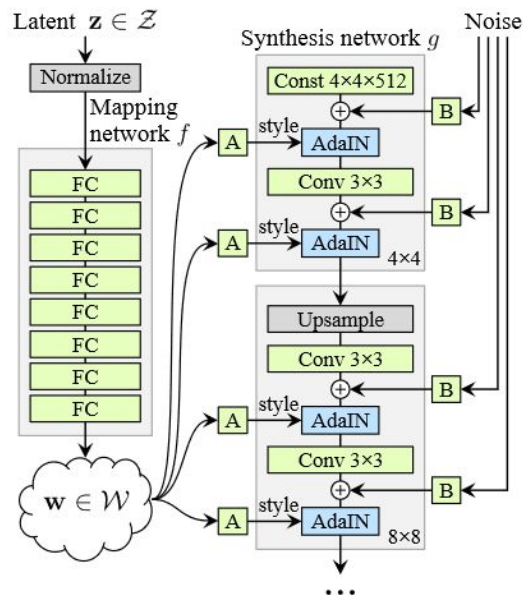 Latent z ∈ Z
Normalize
Mapping
network f
FC
FC
FC
FC
FC
FC
FC
FC
w ∈ W
Synthesis network g
Noise
Const 4×4×512
B
A
style
AdaIN
Conv 3×3
B
A
style
AdaIN
4×4
Upsample
Conv 3×3
B
A
style
AdaIN
Conv 3×3
B
A
style
AdaIN
8×8
...